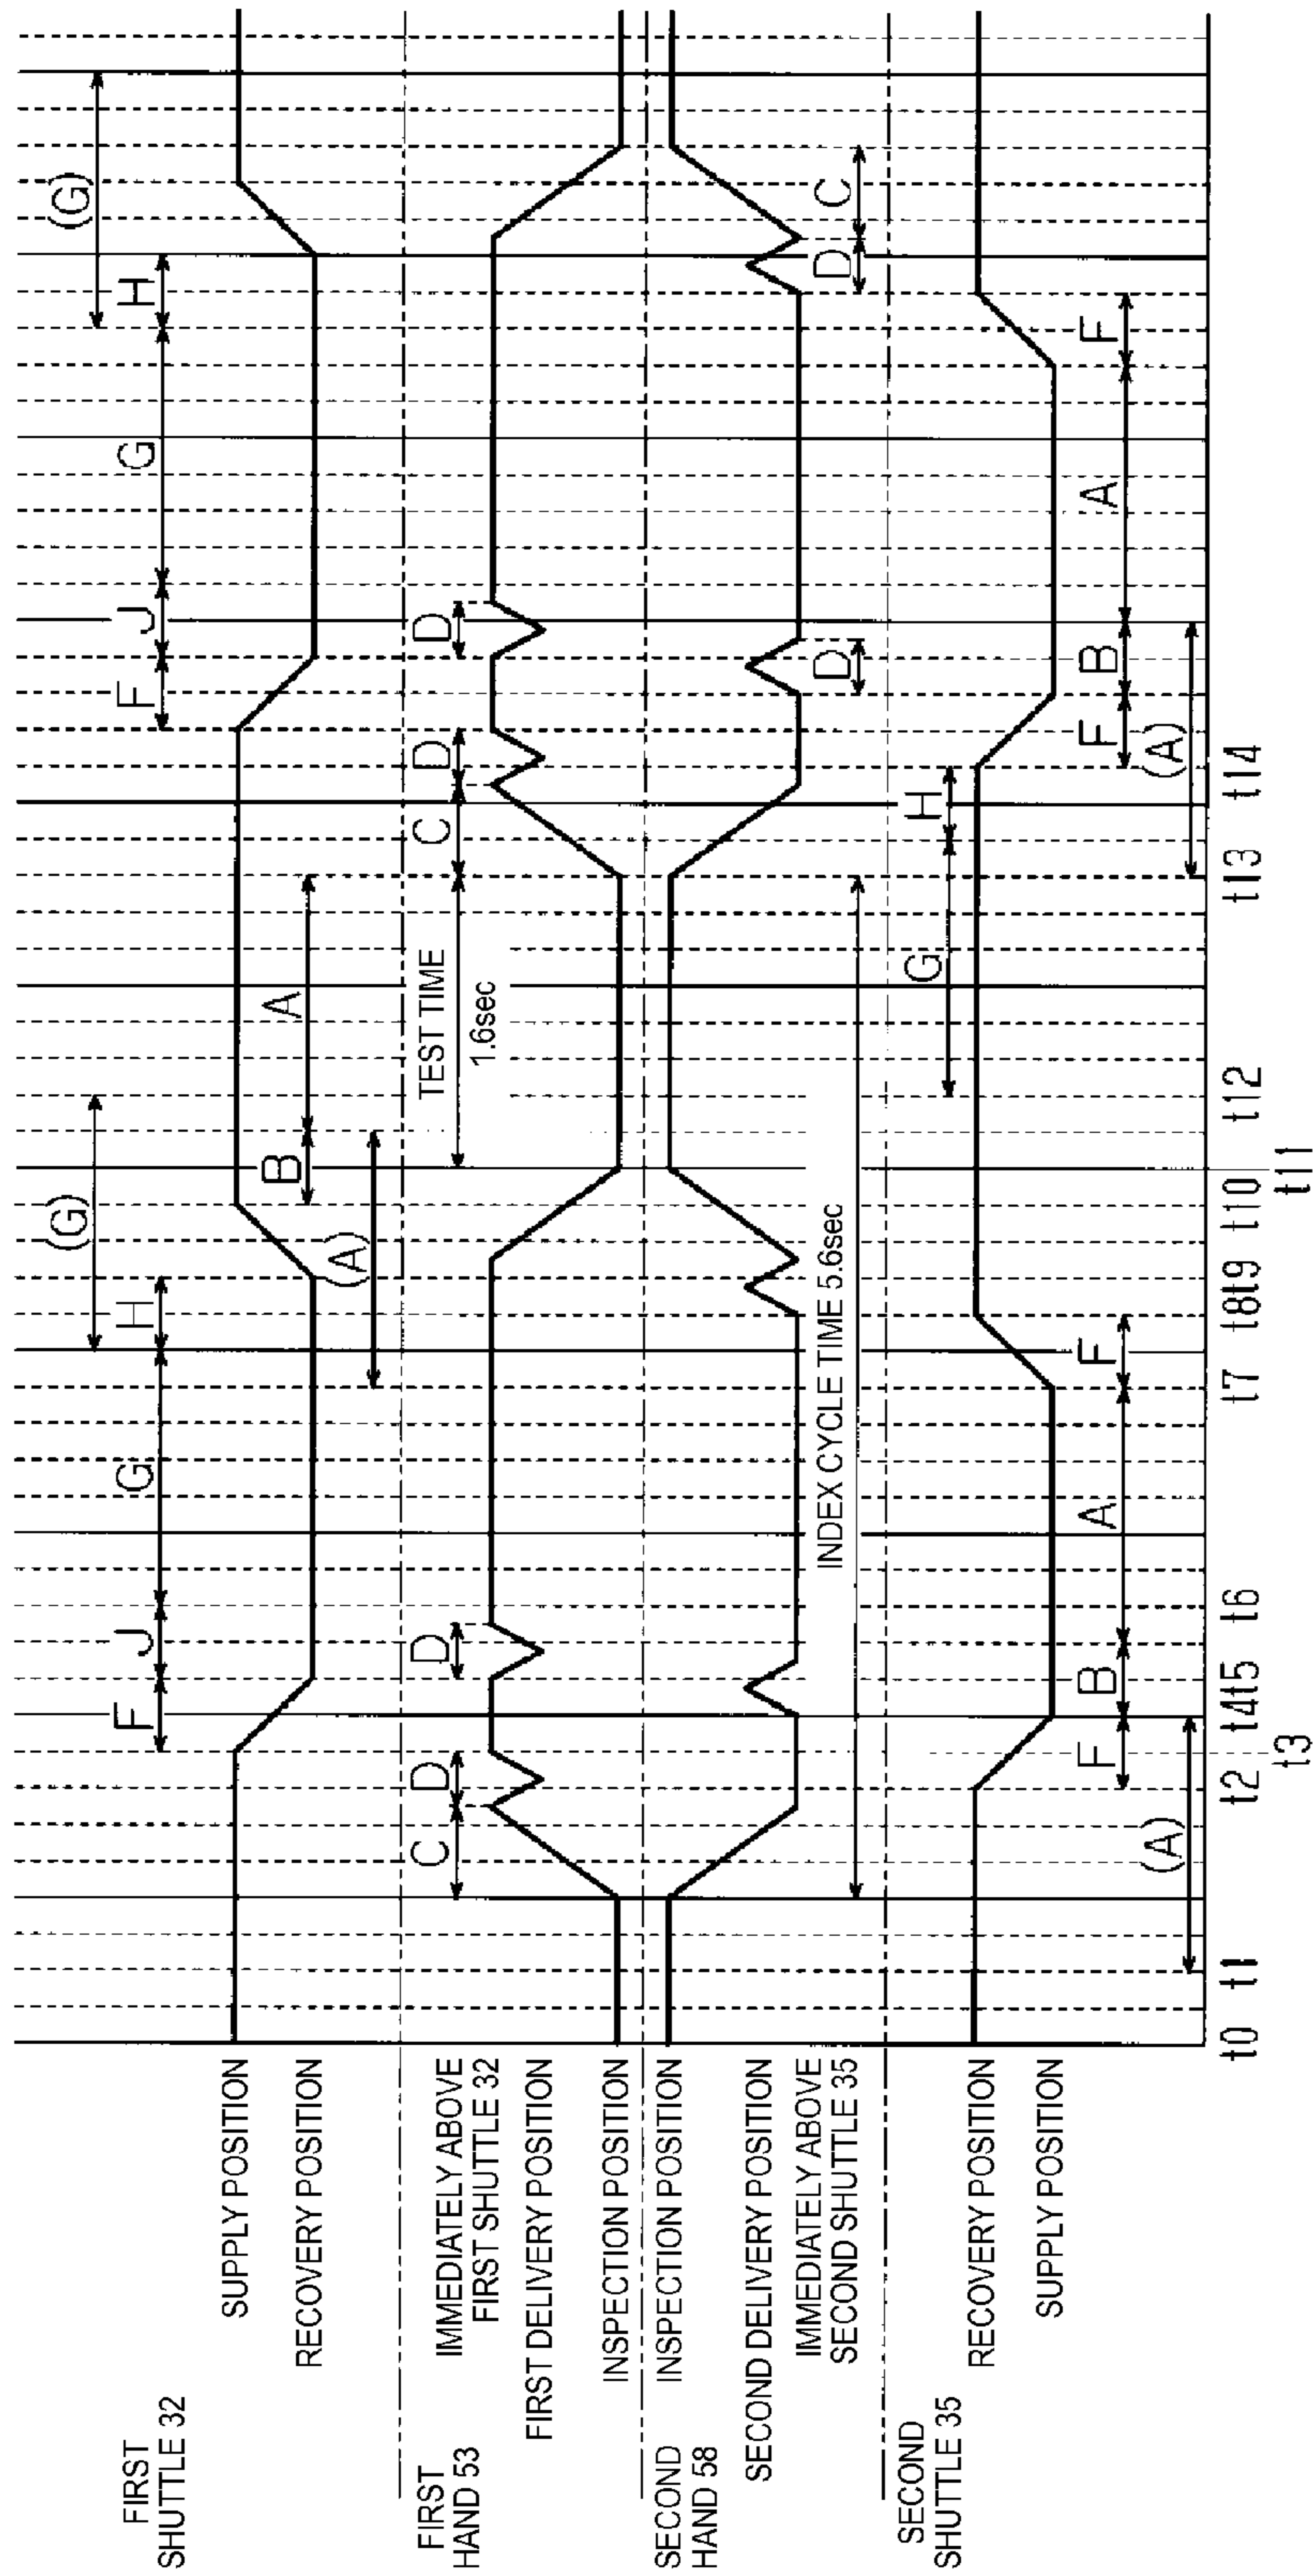 FIRST
SHUTTLE 32
SUPPLY POSITION
RECOVERY POSITION
F
J
G
H
(G)
B
A
(A)
F
J
G
H
(G)
FIRST
HAND 53
IMMEDIATELY ABOVE
FIRST SHUTTLE 32
FIRST DELIVERY POSITION
INSPECTION POSITION
C
D
D
TEST TIME
1.6sec
C
D
D
SECOND
HAND 58
INSPECTION POSITION
SECOND DELIVERY POSITION
IMMEDIATELY ABOVE
SECOND SHUTTLE 35
INDEX CYCLE TIME 5.6sec
D
D
C
SECOND
SHUTTLE 35
RECOVERY POSITION
SUPPLY POSITION
G
H
F
B
A
F
F
B
A
F
(A)
(A)
t0 t1 t2 t4 t5 t6 t7 t8 t9 t10 t12 t13 t14
t3 t11